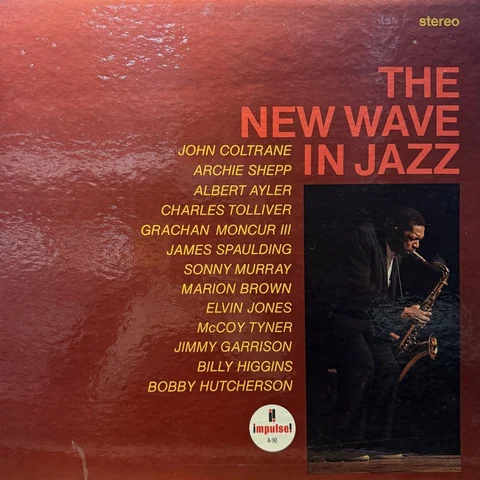 stereo
THE
NEW WAVE
IN JAZZ
JOHN COLTRANE
ARCHIE SHEPP
ALBERT AYLER
CHARLES TOLLIVER
GRACHAN MONCUR III
JAMES SPAULDING
SONNY MURRAY
MARION BROWN
ELVIN JONES
McCOY TYNER
JIMMY GARRISON
BILLY HIGGINS
BOBBY HUTCHERSON
i!
impulse!
A-90